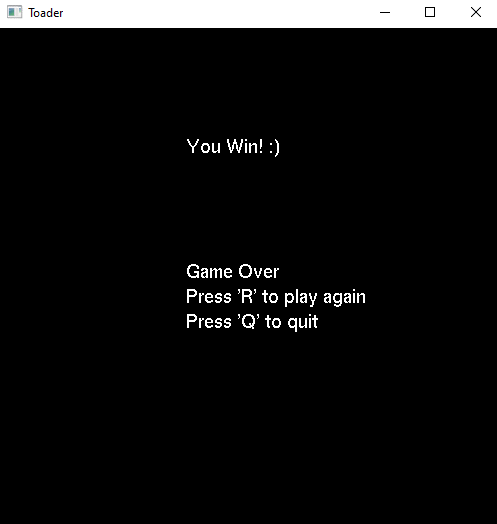 Toader
You Win! :)
Game Over
Press 'R' to play again
Press 'Q' to quit